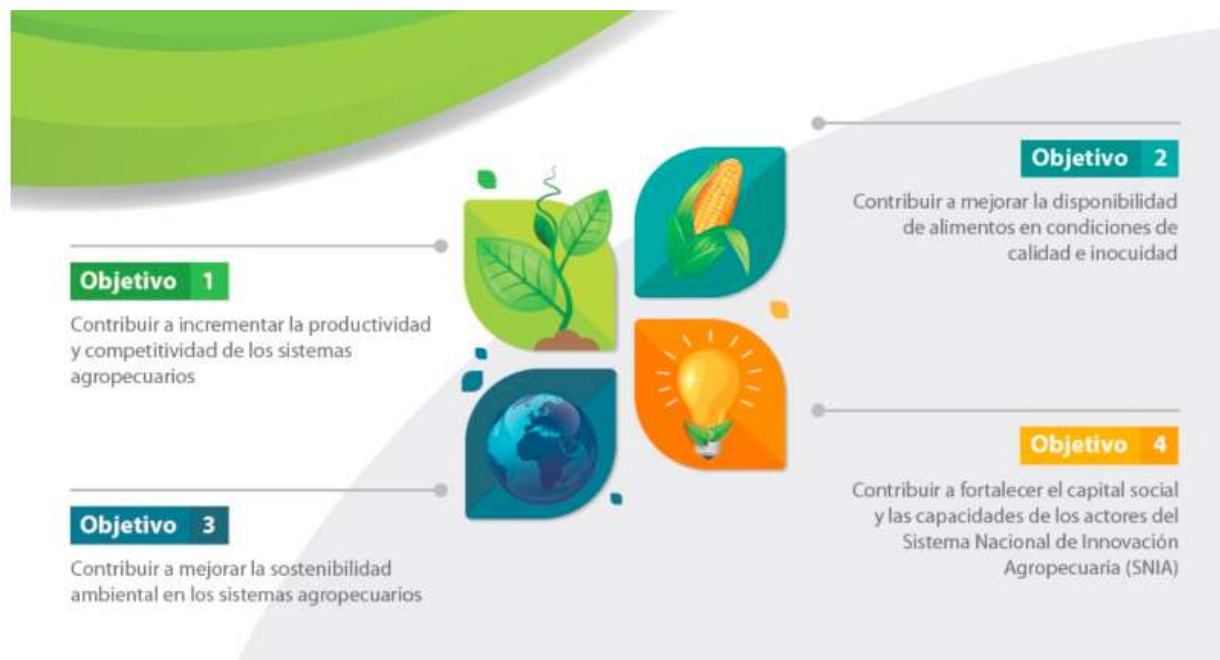 Objetivo 1
Contribuir a incrementar la productividad
y competitividad de los sistemas
agropecuarios
Objetivo 2
Contribuir a mejorar la disponibilidad
de alimentos en condiciones de
calidad e inocuidad
Objetivo 3
Contribuir a mejorar la sostenibilidad
ambiental en los sistemas agropecuarios
Objetivo 4
Contribuir a fortalecer el capital social
y las capacidades de los actores del
Sistema Nacional de Innovación
Agropecuaria (SNIA)